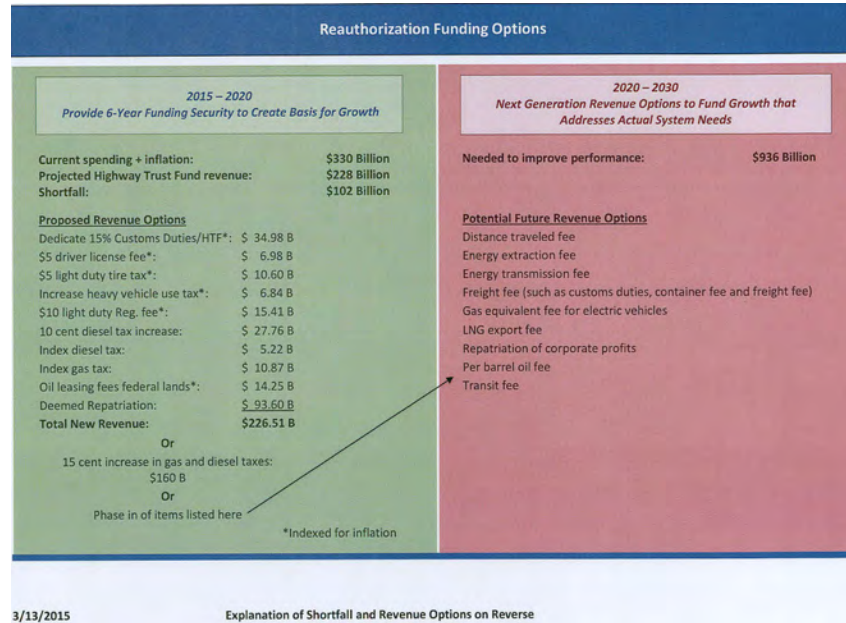 Reauthorization Funding Options
2015 – 2020
Provide 6-Year Funding Security to Create Basis for Growth
Current spending + inflation: $330 Billion
Projected Highway Trust Fund revenue: $228 Billion
Shortfall: $102 Billion
Proposed Revenue Options
Dedicate 15% Customs Duties/HTF*: $ 34.98 B
$5 driver license fee*: $ 6.98 B
$5 light duty tire tax*: $ 10.60 B
Increase heavy vehicle use tax*: $ 6.84 B
$10 light duty Reg. fee*: $ 15.41 B
10 cent diesel tax increase: $ 27.76 B
Index diesel tax: $ 5.22 B
Index gas tax: $ 10.87 B
Oil leasing fees federal lands*: $ 14.25 B
Deemed Repatriation: $ 93.60 B
Total New Revenue: $226.51 B
Or
15 cent increase in gas and diesel taxes:
$160 B
Or
Phase in of items listed here
*Indexed for inflation
2020 – 2030
Next Generation Revenue Options to Fund Growth that
Addresses Actual System Needs
Needed to improve performance: $936 Billion
Potential Future Revenue Options
Distance traveled fee
Energy extraction fee
Energy transmission fee
Freight fee (such as customs duties, container fee and freight fee)
Gas equivalent fee for electric vehicles
LNG export fee
Repatriation of corporate profits
Per barrel oil fee
Transit fee
3/13/2015 Explanation of Shortfall and Revenue Options on Reverse